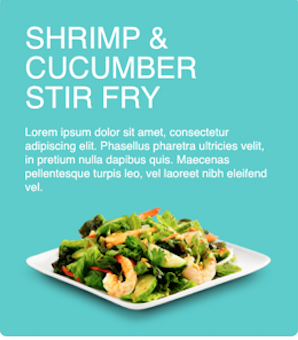 SHRIMP &
CUCUMBER
STIR FRY
Lorem ipsum dolor sit amet, consectetur
adipiscing elit. Phasellus pharetra ultricies velit,
in pretium nulla dapibus quis. Maecenas
pellentesque turpis leo, vel laoreet nibh eleifend
vel.